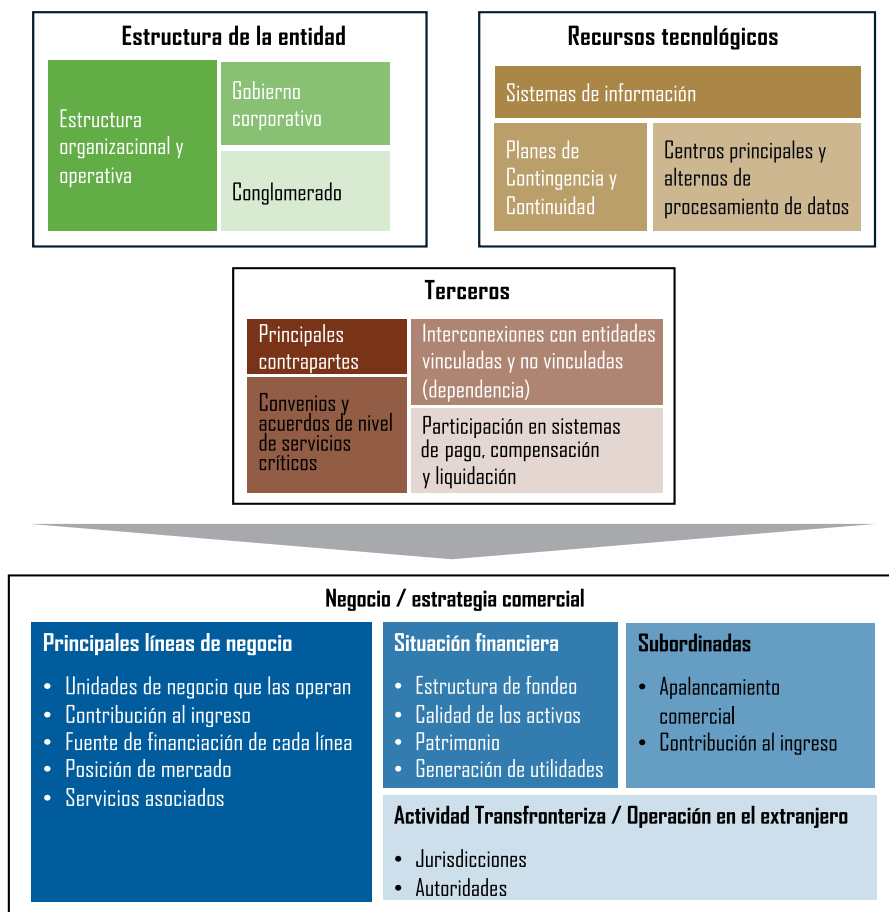 Estructura de la entidad
Estructura
organizacional y
operativa
Gobierno
corporativo
Conglomerado
Recursos tecnológicos
Sistemas de información
Planes de
Contingencia y
Continuidad
Centros principales y
alternos de
procesamiento de datos
Terceros
Principales
contrapartes
Convenios y
acuerdos de nivel
de servicios
críticos
Interconexiones con entidades
vinculadas y no vinculadas
(dependencia)
Participación en sistemas
de pago, compensación
y liquidación
Negocio / estrategia comercial
Principales líneas de negocio
• Unidades de negocio que las operan
• Contribución al ingreso
• Fuente de financiación de cada línea
• Posición de mercado
• Servicios asociados
Situación financiera
• Estructura de fondeo
• Calidad de los activos
• Patrimonio
• Generación de utilidades
Subordinadas
• Apalancamiento
comercial
• Contribución al ingreso
Actividad Transfronteriza / Operación en el extranjero
• Jurisdicciones
• Autoridades